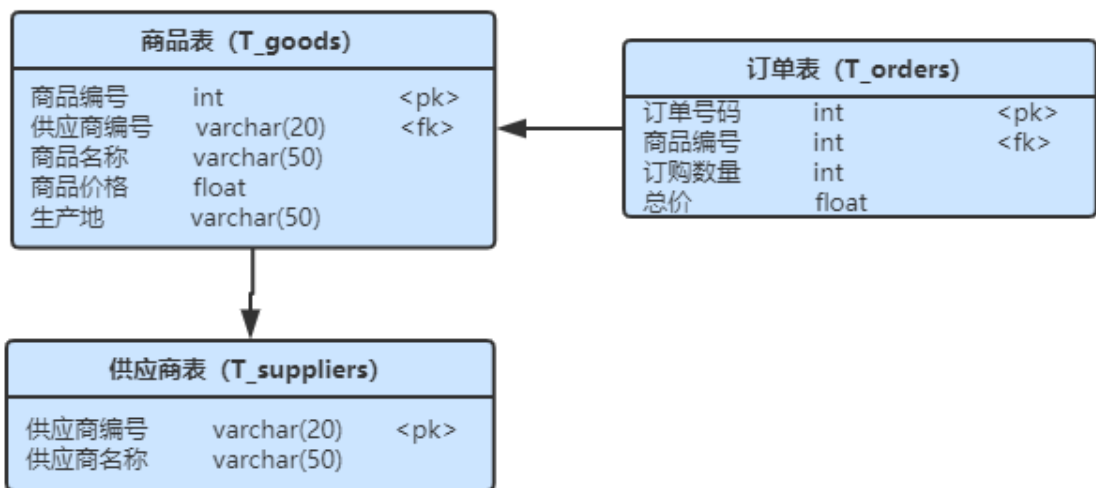 商品表（T_goods）
商品编号 int <pk>
供应商编号 varchar(20) <fk>
商品名称 varchar(50)
商品价格 float
生产地 varchar(50)
订单表（T_orders）
订单号码 int <pk>
商品编号 int <fk>
订购数量 int
总价 float
供应商表（T_suppliers）
供应商编号 varchar(20) <pk>
供应商名称 varchar(50)